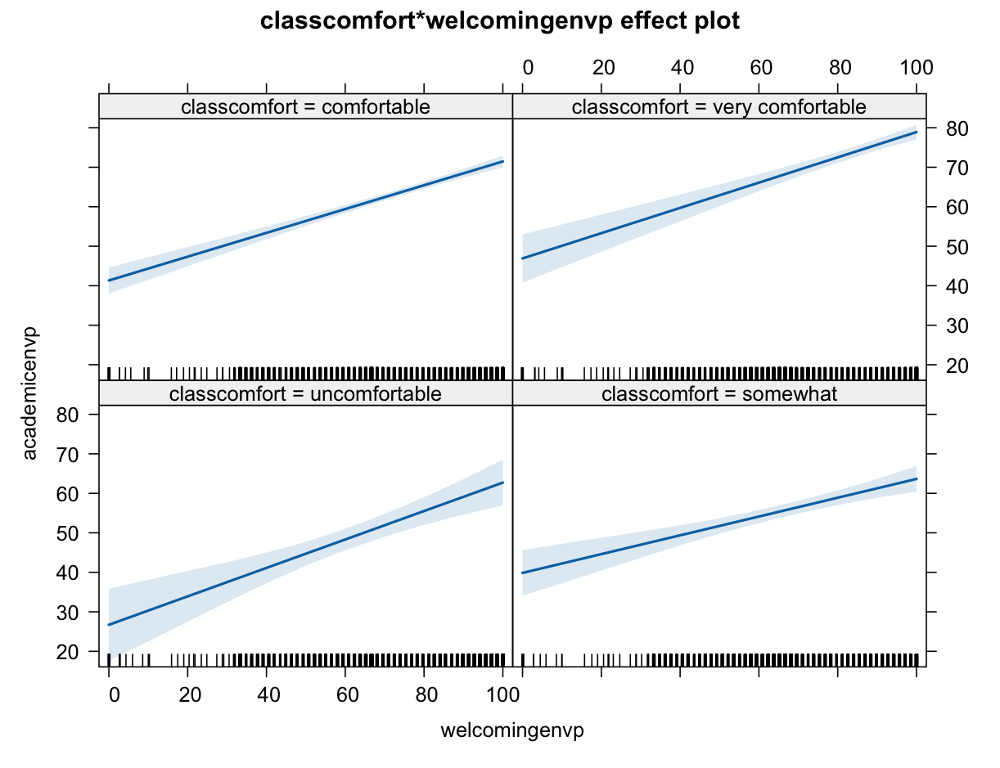 classcomfort*welcomingenvp effect plot
0 20 40 60 80 100
classcomfort = comfortable
classcomfort = very comfortable
80
70
60
50
40
30
20
classcomfort = uncomfortable
classcomfort = somewhat
academicenvp
80
70
60
50
40
30
20
0 20 40 60 80 100
welcomingenvp